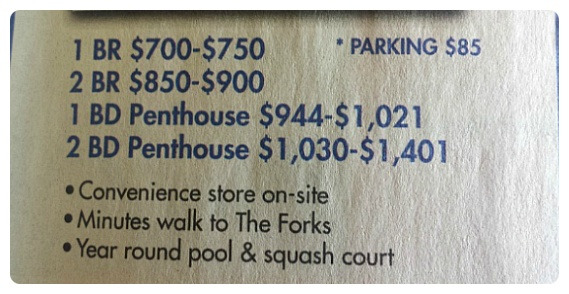 1 BR $700-$750 * PARKING $85
2 BR $850-$900
1 BD Penthouse $944-$1,021
2 BD Penthouse $1,030-$1,401
• Convenience store on-site
• Minutes walk to The Forks
• Year round pool & squash court